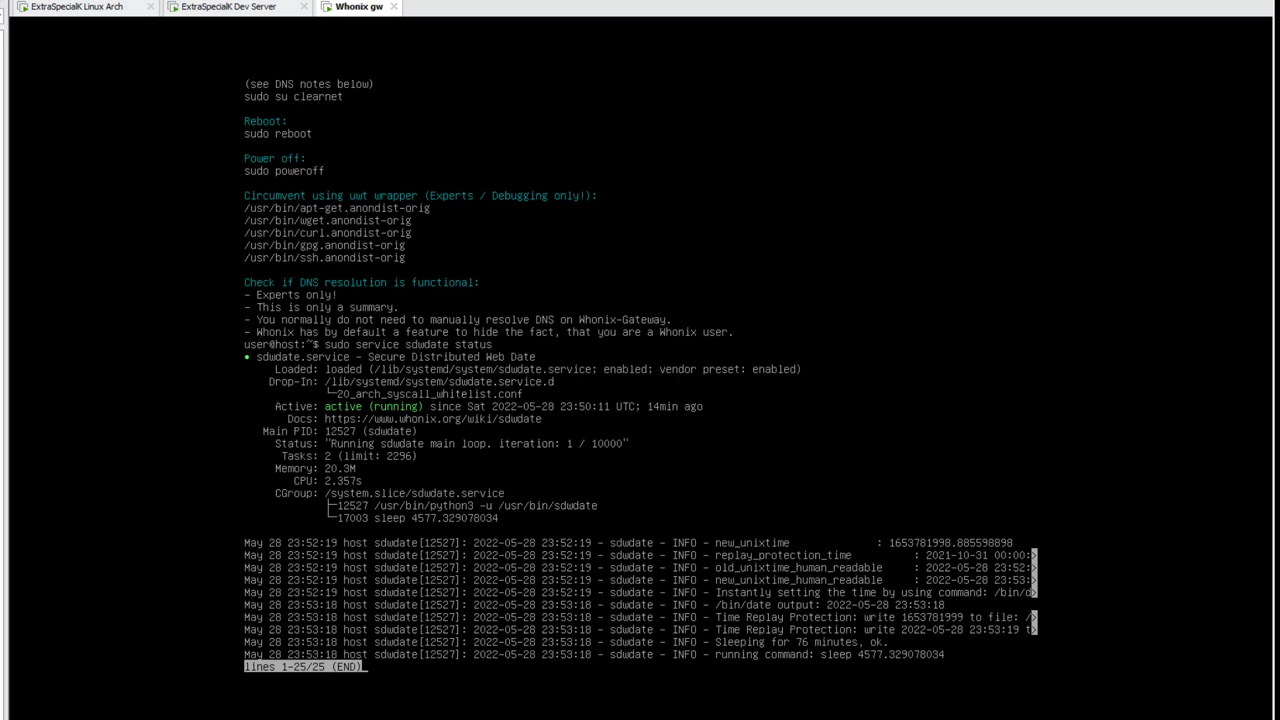 ExtraSpecialK Linux Arch × ExtraSpecialK Dev Server × Whonix gw ×
(see DNS notes below)
sudo su clearnet
Reboot:
sudo reboot
Power off:
sudo poweroff
Circumvent using uwt wrapper (Experts / Debugging only!):
/usr/bin/apt-get.anondist-orig
/usr/bin/wget.anondist-orig
/usr/bin/curl.anondist-orig
/usr/bin/gpg.anondist-orig
/usr/bin/ssh.anondist-orig
Check if DNS resolution is functional:
- Experts only!
- This is only a summary.
- You normally do not need to manually resolve DNS on Whonix-Gateway.
- Whonix has by default a feature to hide the fact, that you are a Whonix user.
user@host:~$ sudo service sdwdate status
● sdwdate.service - Secure Distributed Web Date
Loaded: loaded (/lib/systemd/system/sdwdate.service; enabled; vendor preset: enabled)
Drop-In: /lib/systemd/system/sdwdate.service.d
└─20_arch_syscall_whitelist.conf
Active: active (running) since Sat 2022-05-28 23:50:11 UTC; 14min ago
Docs: https://www.whonix.org/wiki/sdwdate
Main PID: 12527 (sdwdate)
Status: "Running sdwdate main loop. iteration: 1 / 10000"
Tasks: 2 (limit: 2296)
Memory: 20.3M
CPU: 2.357s
CGroup: /system.slice/sdwdate.service
├─12527 /usr/bin/python3 -u /usr/bin/sdwdate
└─17003 sleep 4577.329078034
May 28 23:52:19 host sdwdate[12527]: 2022-05-28 23:52:19 - sdwdate - INFO - new_unixtime : 1653781998.885598898
May 28 23:52:19 host sdwdate[12527]: 2022-05-28 23:52:19 - sdwdate - INFO - replay_protection_time : 2021-10-31 00:00:>
May 28 23:52:19 host sdwdate[12527]: 2022-05-28 23:52:19 - sdwdate - INFO - old_unixtime_human_readable : 2022-05-28 23:52:>
May 28 23:52:19 host sdwdate[12527]: 2022-05-28 23:52:19 - sdwdate - INFO - new_unixtime_human_readable : 2022-05-28 23:53:>
May 28 23:52:19 host sdwdate[12527]: 2022-05-28 23:52:19 - sdwdate - INFO - Instantly setting the time by using command: /bin/d>
May 28 23:53:18 host sdwdate[12527]: 2022-05-28 23:53:18 - sdwdate - INFO - /bin/date output: 2022-05-28 23:53:18
May 28 23:53:18 host sdwdate[12527]: 2022-05-28 23:53:18 - sdwdate - INFO - Time Replay Protection: write 1653781999 to file: />
May 28 23:53:18 host sdwdate[12527]: 2022-05-28 23:53:18 - sdwdate - INFO - Time Replay Protection: write 2022-05-28 23:53:19 t>
May 28 23:53:18 host sdwdate[12527]: 2022-05-28 23:53:18 - sdwdate - INFO - Sleeping for 76 minutes, ok.
May 28 23:53:18 host sdwdate[12527]: 2022-05-28 23:53:18 - sdwdate - INFO - running command: sleep 4577.329078034
lines 1-25/25 (END)